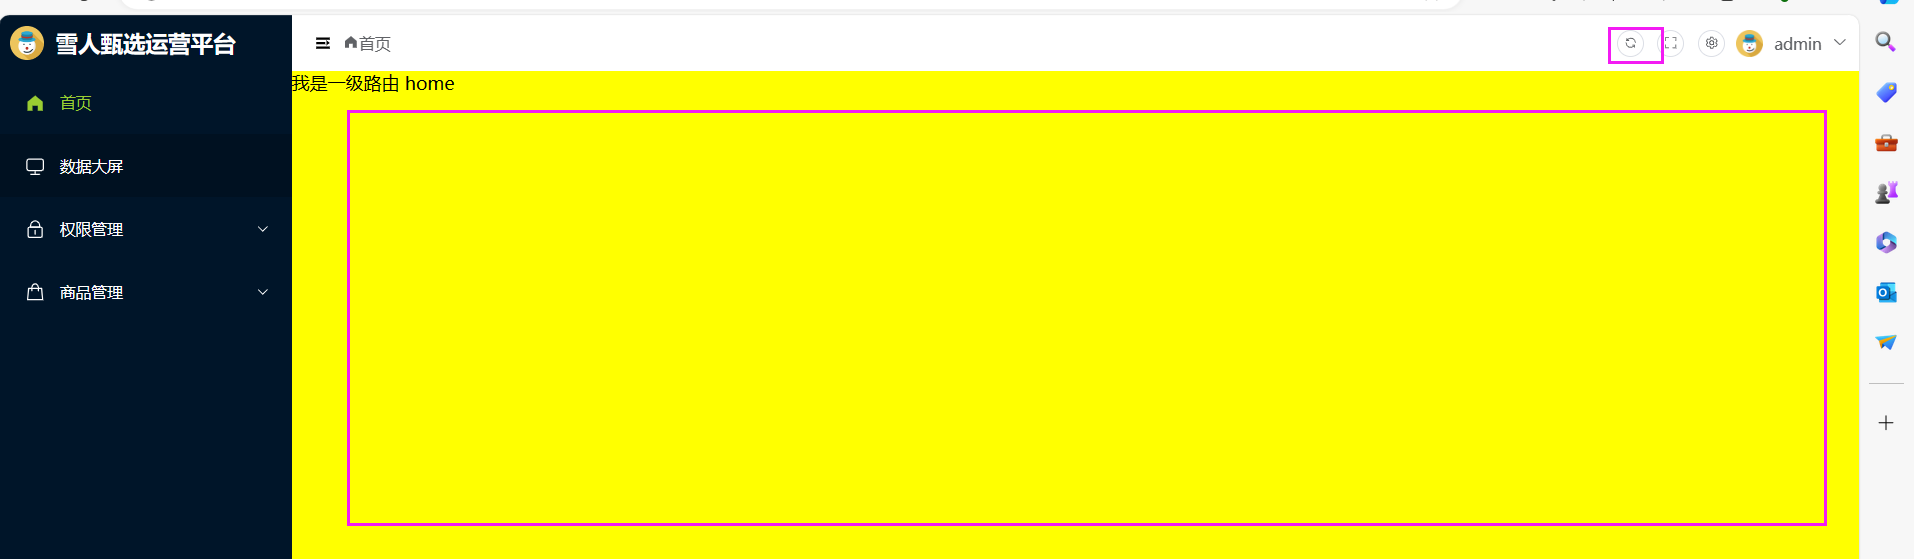 雪人甄选运营平台
首页
admin
首页
我是一级路由 home
数据大屏
权限管理
商品管理